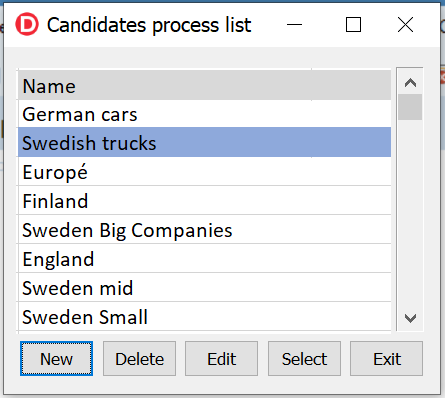 D Candidates process list
Name
German cars
Swedish trucks
Europé
Finland
Sweden Big Companies
England
Sweden mid
Sweden Small
New Delete Edit Select Exit